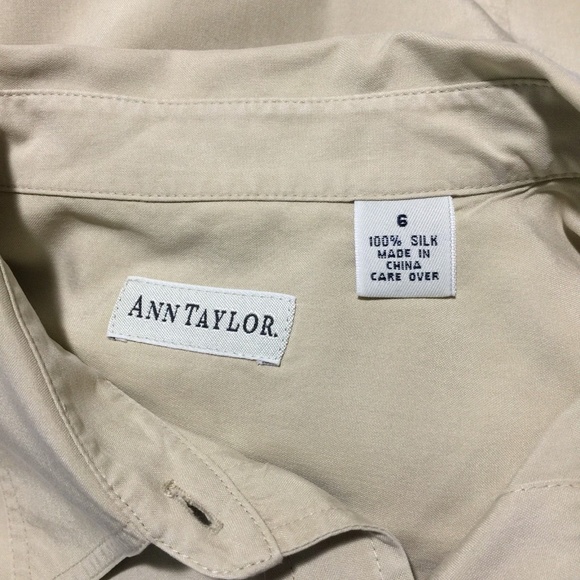 6
100% SILK
MADE IN
CHINA
CARE OVER
ANN TAYLOR.